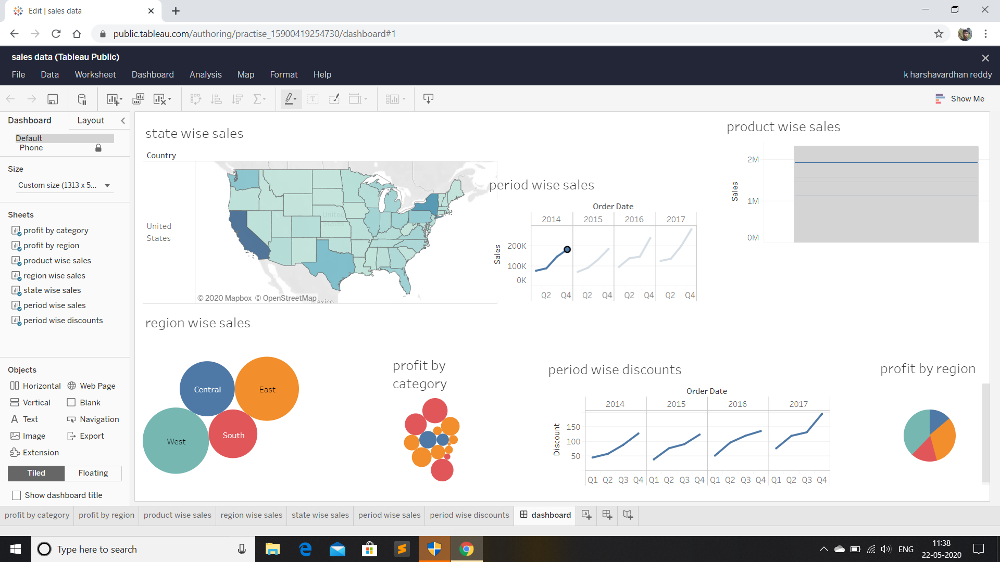 Edit | sales data
public.tableau.com/authoring/practise_15900419254730/dashboard#1
sales data (Tableau Public)
File Data Worksheet Dashboard Analysis Map Format Help
k harshavardhan reddy
Show Me
Dashboard Layout
Default
Phone
Size
Custom size (1313 x 5...
Sheets
profit by category
profit by region
product wise sales
region wise sales
state wise sales
period wise sales
period wise discounts
Objects
Horizontal Web Page
Vertical Blank
Text Navigation
Image Export
Extension
Tiled Floating
Show dashboard title
state wise sales
Country
United
States
United
States
Mexico
© 2020 Mapbox © OpenStreetMap
period wise sales
Order Date
2014 2015 2016 2017
Sales
200K
100K
0K
Q2 Q4 Q2 Q4 Q2 Q4 Q2 Q4
product wise sales
Sales
2M
1M
0M
region wise sales
Central
East
West
South
profit by
category
period wise discounts
Order Date
2014 2015 2016 2017
Discount
150
100
50
Q1 Q2 Q3 Q4 Q1 Q2 Q3 Q4 Q1 Q2 Q3 Q4 Q1 Q2 Q3 Q4
profit by region
profit by category profit by region product wise sales region wise sales state wise sales period wise sales period wise discounts dashboard
Type here to search
ENG
11:38
22-05-2020